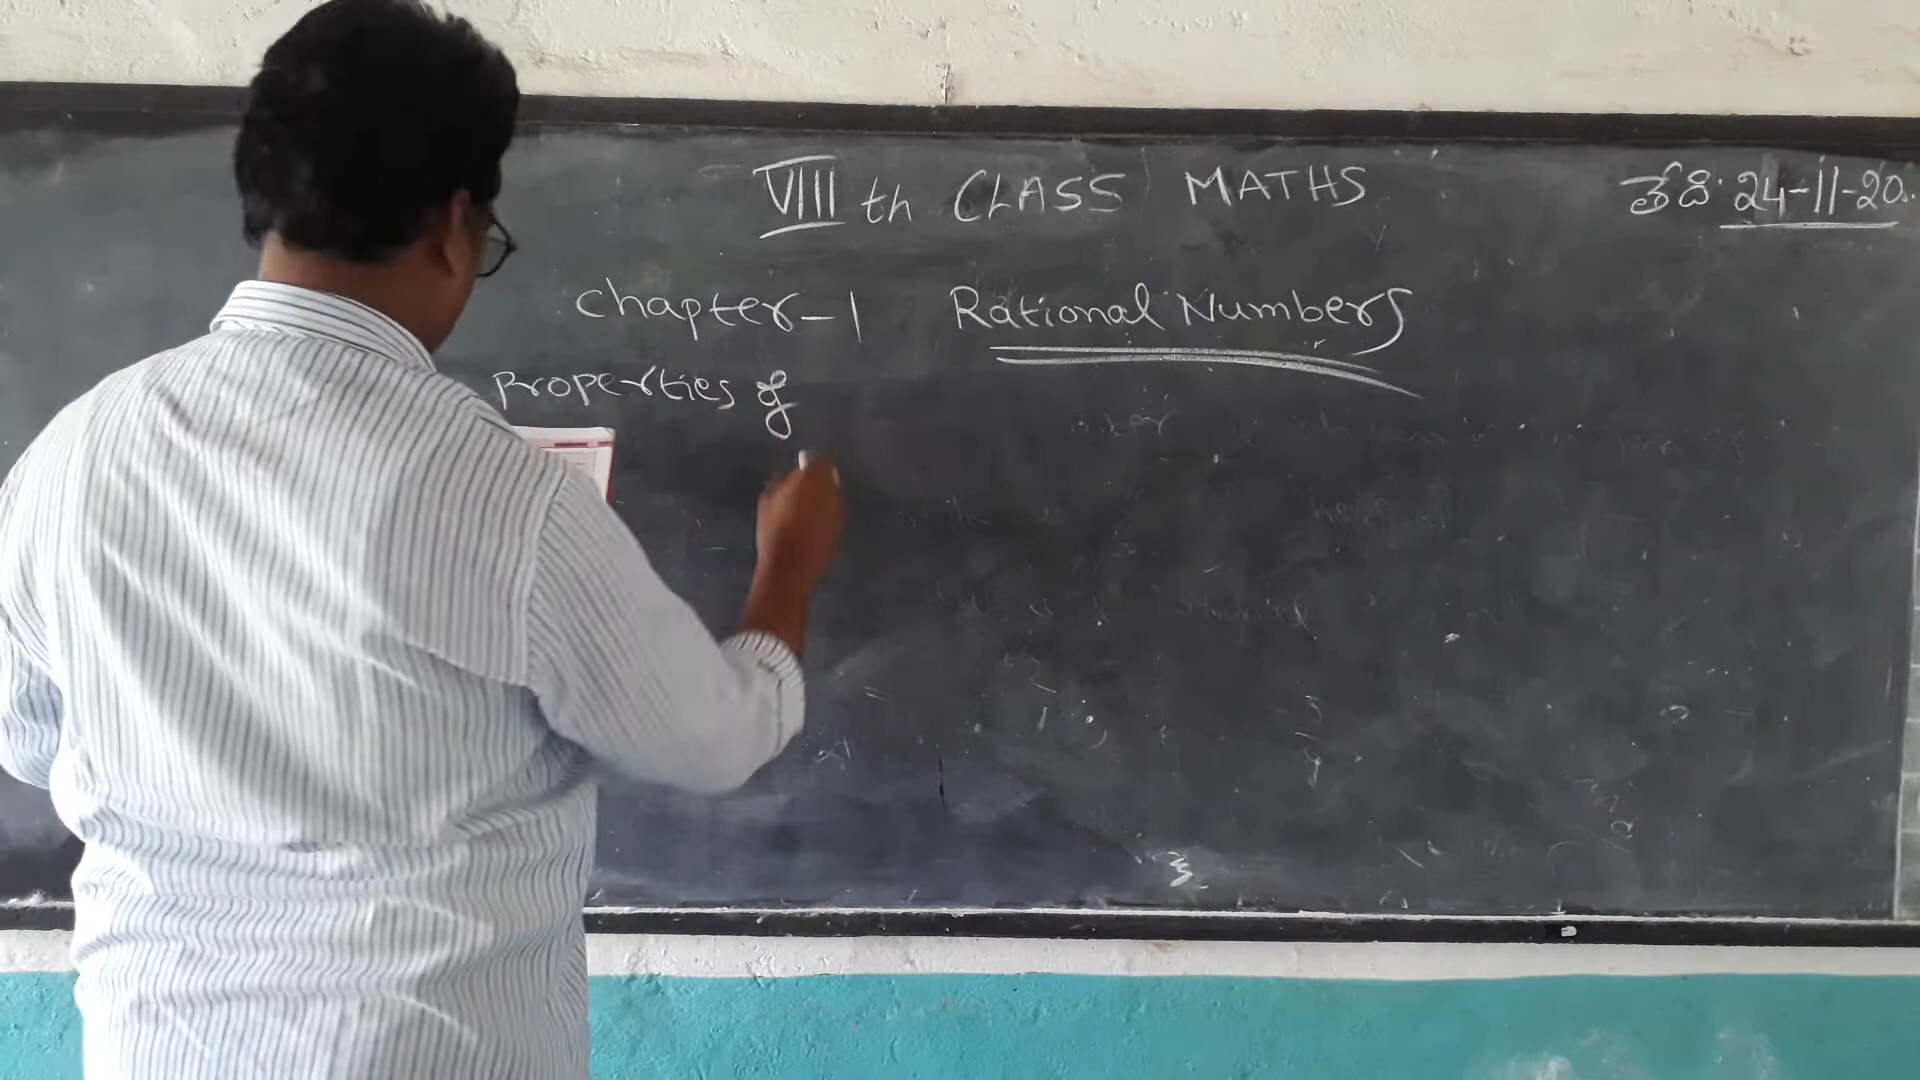 VIII th CLASS MATHS
తేది. 24-11-20.
Chapter-1 Rational Numbers
Properties of